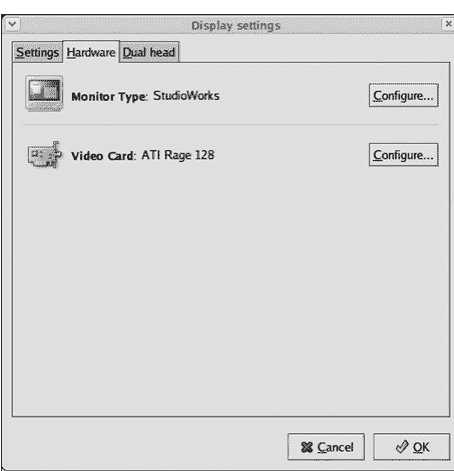 Display settings
Settings Hardware Dual head
Monitor Type: StudioWorks
Configure...
Video Card: ATI Rage 128
Configure...
Cancel
OK